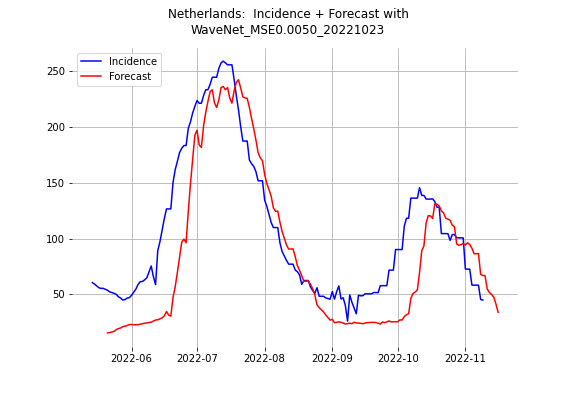 Netherlands:  Incidence + Forecast with
WaveNet_MSE0.0050_20221023
Incidence
Forecast
250
200
150
100
50
2022-06
2022-07
2022-08
2022-09
2022-10
2022-11